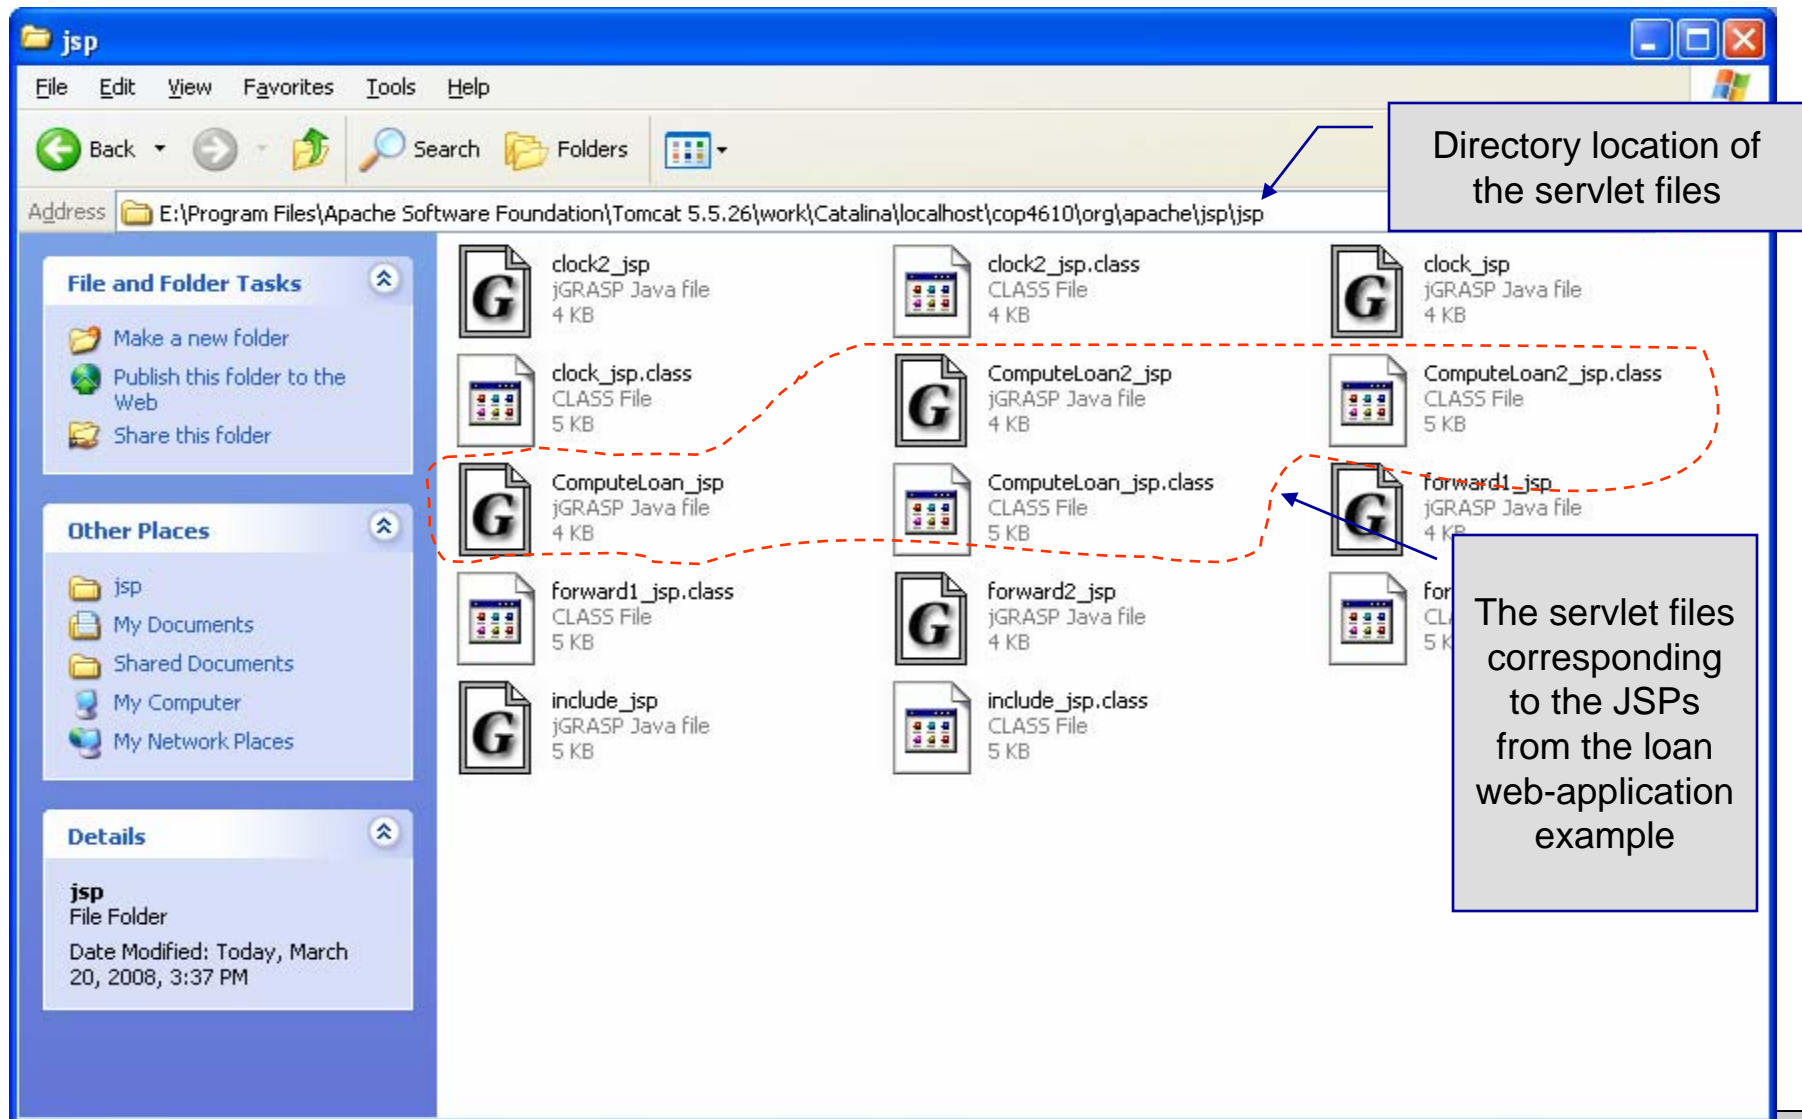 jsp
File Edit View Favorites Tools Help
Back Search Folders
Directory location of
the servlet files
Address E:\Program Files\Apache Software Foundation\Tomcat 5.5.26\work\Catalina\localhost\cop4610\org\apache\jsp\jsp
File and Folder Tasks
Make a new folder
Publish this folder to the
Web
Share this folder
Other Places
jsp
My Documents
Shared Documents
My Computer
My Network Places
Details
jsp
File Folder
Date Modified: Today, March
20, 2008, 3:37 PM
clock2_jsp
jGRASP Java file
4 KB
clock2_jsp.class
CLASS File
4 KB
clock_jsp
jGRASP Java file
4 KB
clock_jsp.class
CLASS File
5 KB
ComputeLoan2_jsp
jGRASP Java file
4 KB
ComputeLoan2_jsp.class
CLASS File
5 KB
ComputeLoan_jsp
jGRASP Java file
4 KB
ComputeLoan_jsp.class
CLASS File
5 KB
forward1_jsp
jGRASP Java file
4 KB
forward1_jsp.class
CLASS File
5 KB
forward2_jsp
jGRASP Java file
4 KB
include_jsp
jGRASP Java file
5 KB
include_jsp.class
CLASS File
5 KB
The servlet files
corresponding
to the JSPs
from the loan
web-application
example